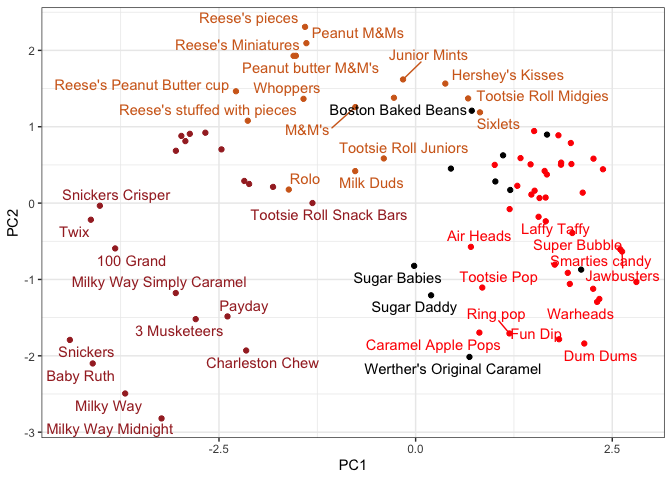 Reese's pieces
Peanut M&M's
Reese's Miniatures
Junior Mints
Peanut butter M&M's
Hershey's Kisses
Reese's Peanut Butter cup
Whoppers
Tootsie Roll Midgies
Reese's stuffed with pieces
Boston Baked Beans
M&M's
Sixlets
Tootsie Roll Juniors
Rolo
Milk Duds
Snickers Crisper
Tootsie Roll Snack Bars
Twix
Laffy Taffy
Air Heads
Super Bubble
100 Grand
Smarties candy
Milky Way Simply Caramel
Sugar Babies
Tootsie Pop
Jawbusters
Payday
Sugar Daddy
Ring pop
Warheads
3 Musketeers
Fun Dip
Snickers
Caramel Apple Pops
Dum Dums
Baby Ruth
Charleston Chew
Werther's Original Caramel
Milky Way
Milky Way Midnight
2
1
0
-1
-2
-3
PC2
-2.5
0.0
2.5
PC1